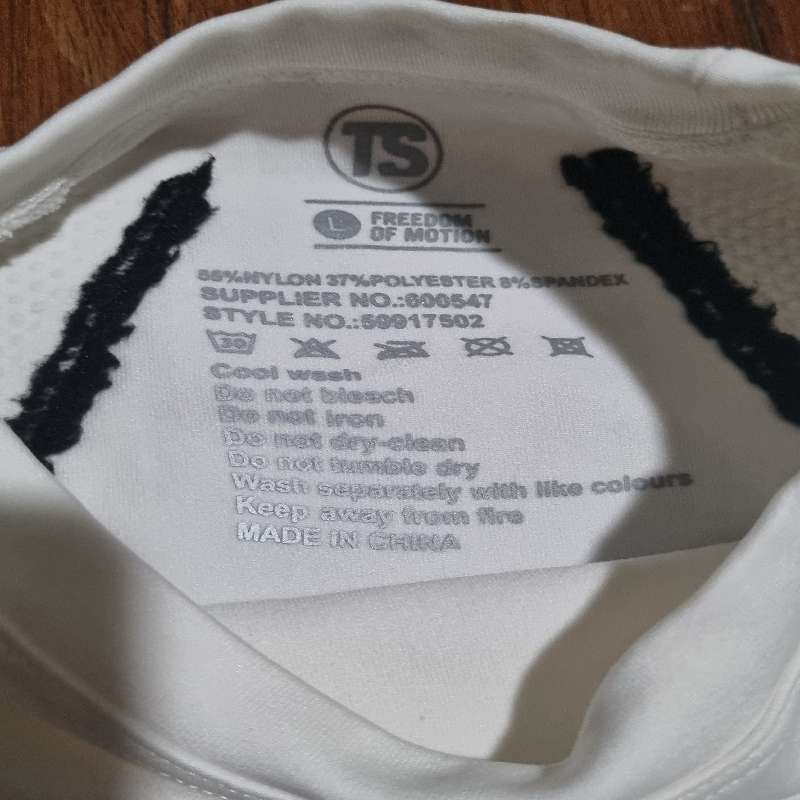 TS
L FREEDOM
OF MOTION
55%NYLON 37%POLYESTER 8%SPANDEX
SUPPLIER NO.:600547
STYLE NO.:50917502
30
Cool wash
Do not bleach
Do not iron
Do not dry-clean
Do not tumble dry
Wash separately with like colours
Keep away from fire
MADE IN CHINA